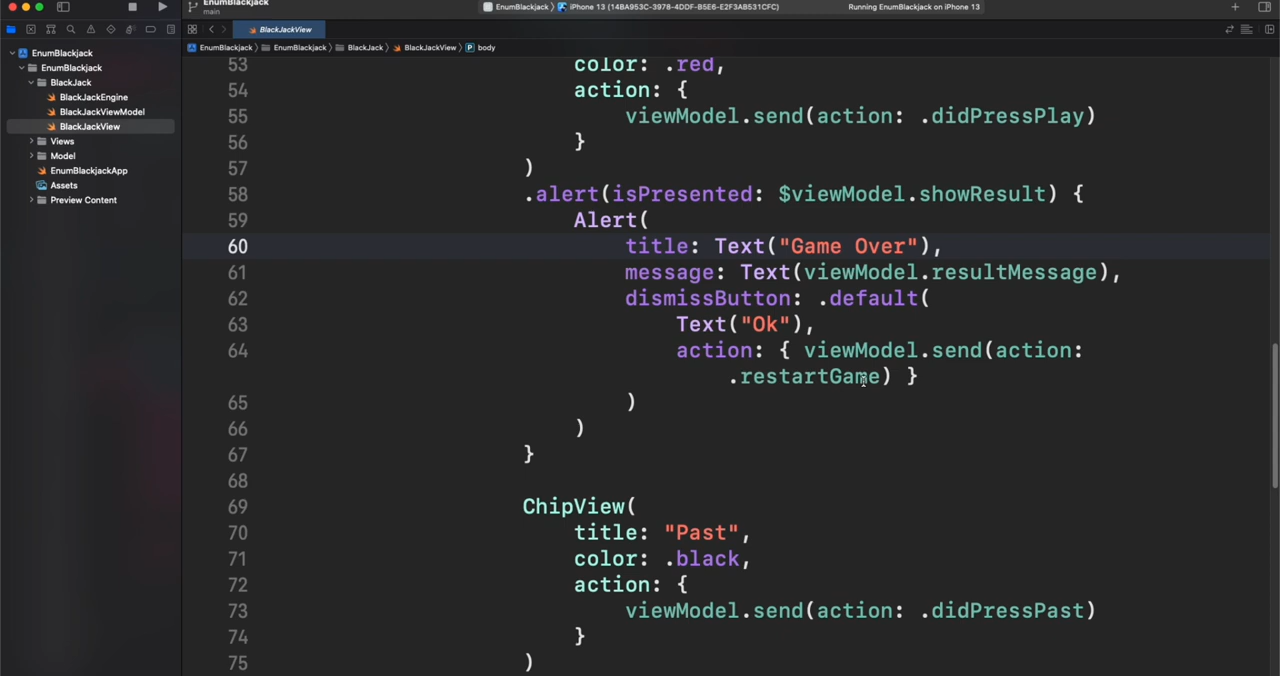 EnumBlackjack
main
EnumBlackjack 〉 iPhone 13 (14BA953C-3978-4DDF-B5E6-E2F3A8531CFC)
Running EnumBlackjack on iPhone 13
BlackJackView
EnumBlackjack 〉 EnumBlackjack 〉 BlackJack 〉 BlackJackView 〉 P body
EnumBlackjack
EnumBlackjack
BlackJack
BlackJackEngine
BlackJackViewModel
BlackJackView
Views
Model
EnumBlackjackApp
Assets
Preview Content
53 color: .red,
54 action: {
55 viewModel.send(action: .didPressPlay)
56 }
57 )
58 .alert(isPresented: $viewModel.showResult) {
59 Alert(
60 title: Text("Game Over"),
61 message: Text(viewModel.resultMessage),
62 dismissButton: .default(
63 Text("Ok"),
64 action: { viewModel.send(action:
.restartGame) }
65 )
66 )
67 }
68
69 ChipView(
70 title: "Past",
71 color: .black,
72 action: {
73 viewModel.send(action: .didPressPast)
74 }
75 )